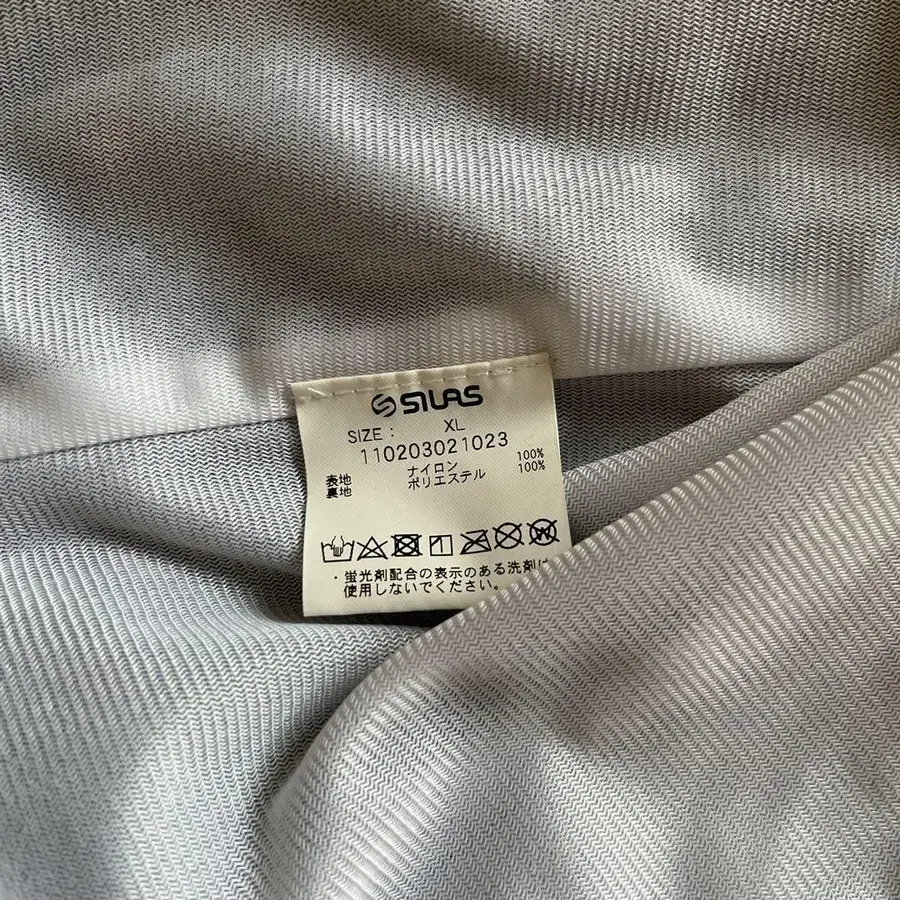 SILAS
SIZE : XL
110203021023
表地 ナイロン 100%
裏地 ポリエステル 100%
・蛍光剤配合の表示のある洗剤は
使用しないでください。